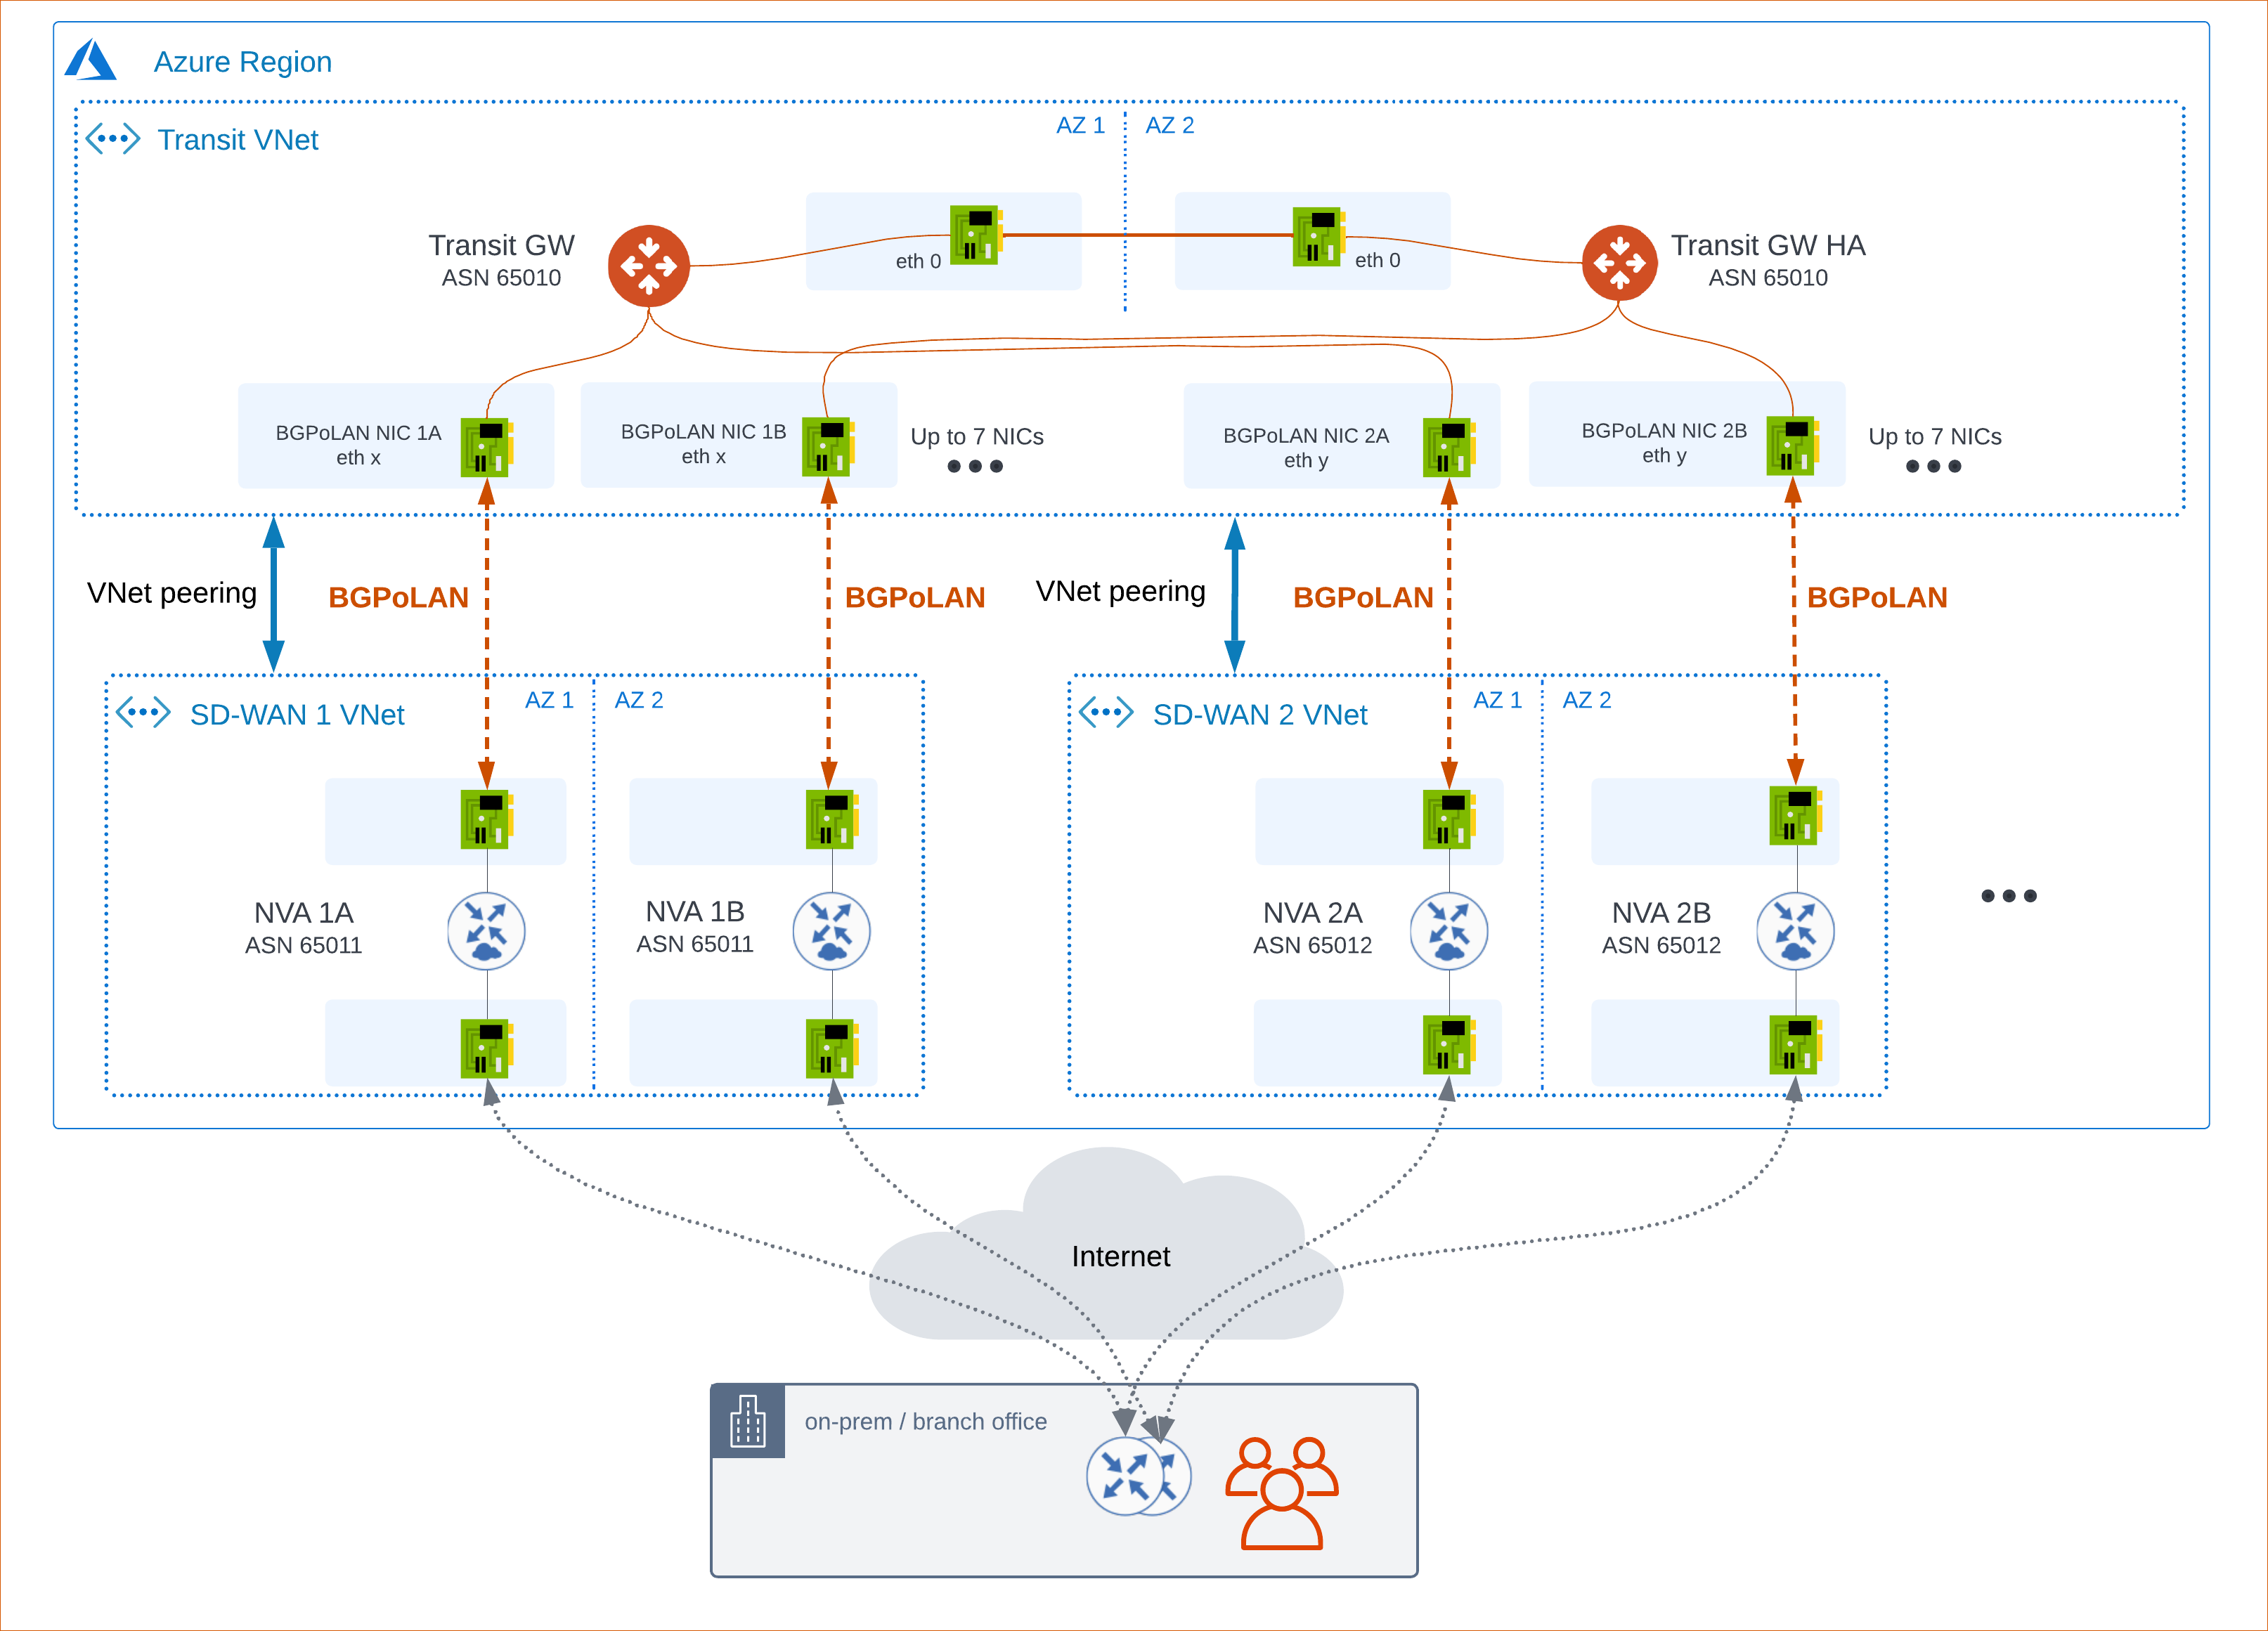 Azure Region
Transit VNet
AZ 1
AZ 2
Transit GW
ASN 65010
eth 0
eth 0
Transit GW HA
ASN 65010
BGPoLAN NIC 1A
eth x
BGPoLAN NIC 1B
eth x
Up to 7 NICs
BGPoLAN NIC 2A
eth y
BGPoLAN NIC 2B
eth y
Up to 7 NICs
VNet peering
BGPoLAN
BGPoLAN
VNet peering
BGPoLAN
BGPoLAN
SD-WAN 1 VNet
AZ 1
AZ 2
SD-WAN 2 VNet
AZ 1
AZ 2
NVA 1A
ASN 65011
NVA 1B
ASN 65011
NVA 2A
ASN 65012
NVA 2B
ASN 65012
Internet
on-prem / branch office